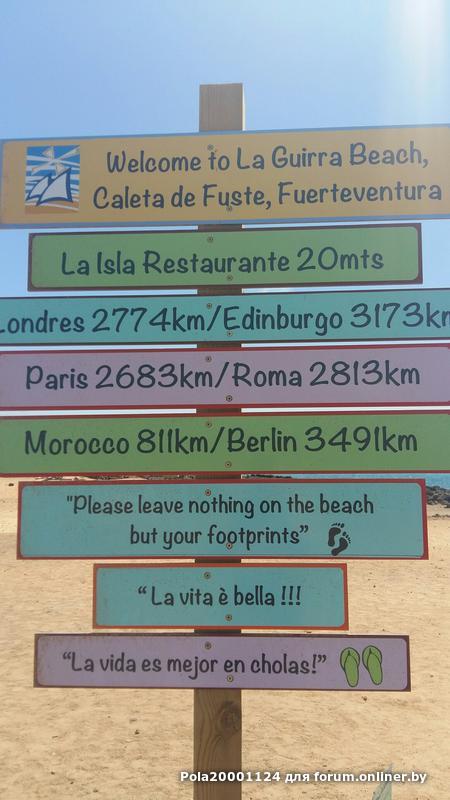 Welcome to La Guirra Beach,
Caleta de Fuste, Fuerteventura
La Isla Restaurante 20mts
Londres 2774km/Edinburgo 3173km
Paris 2683km/Roma 2813km
Morocco 811km/Berlin 3491km
"Please leave nothing on the beach
but your footprints”
“ La vita è bella !!!
“La vida es mejor en cholas!”
Pola20001124 для forum.onliner.by